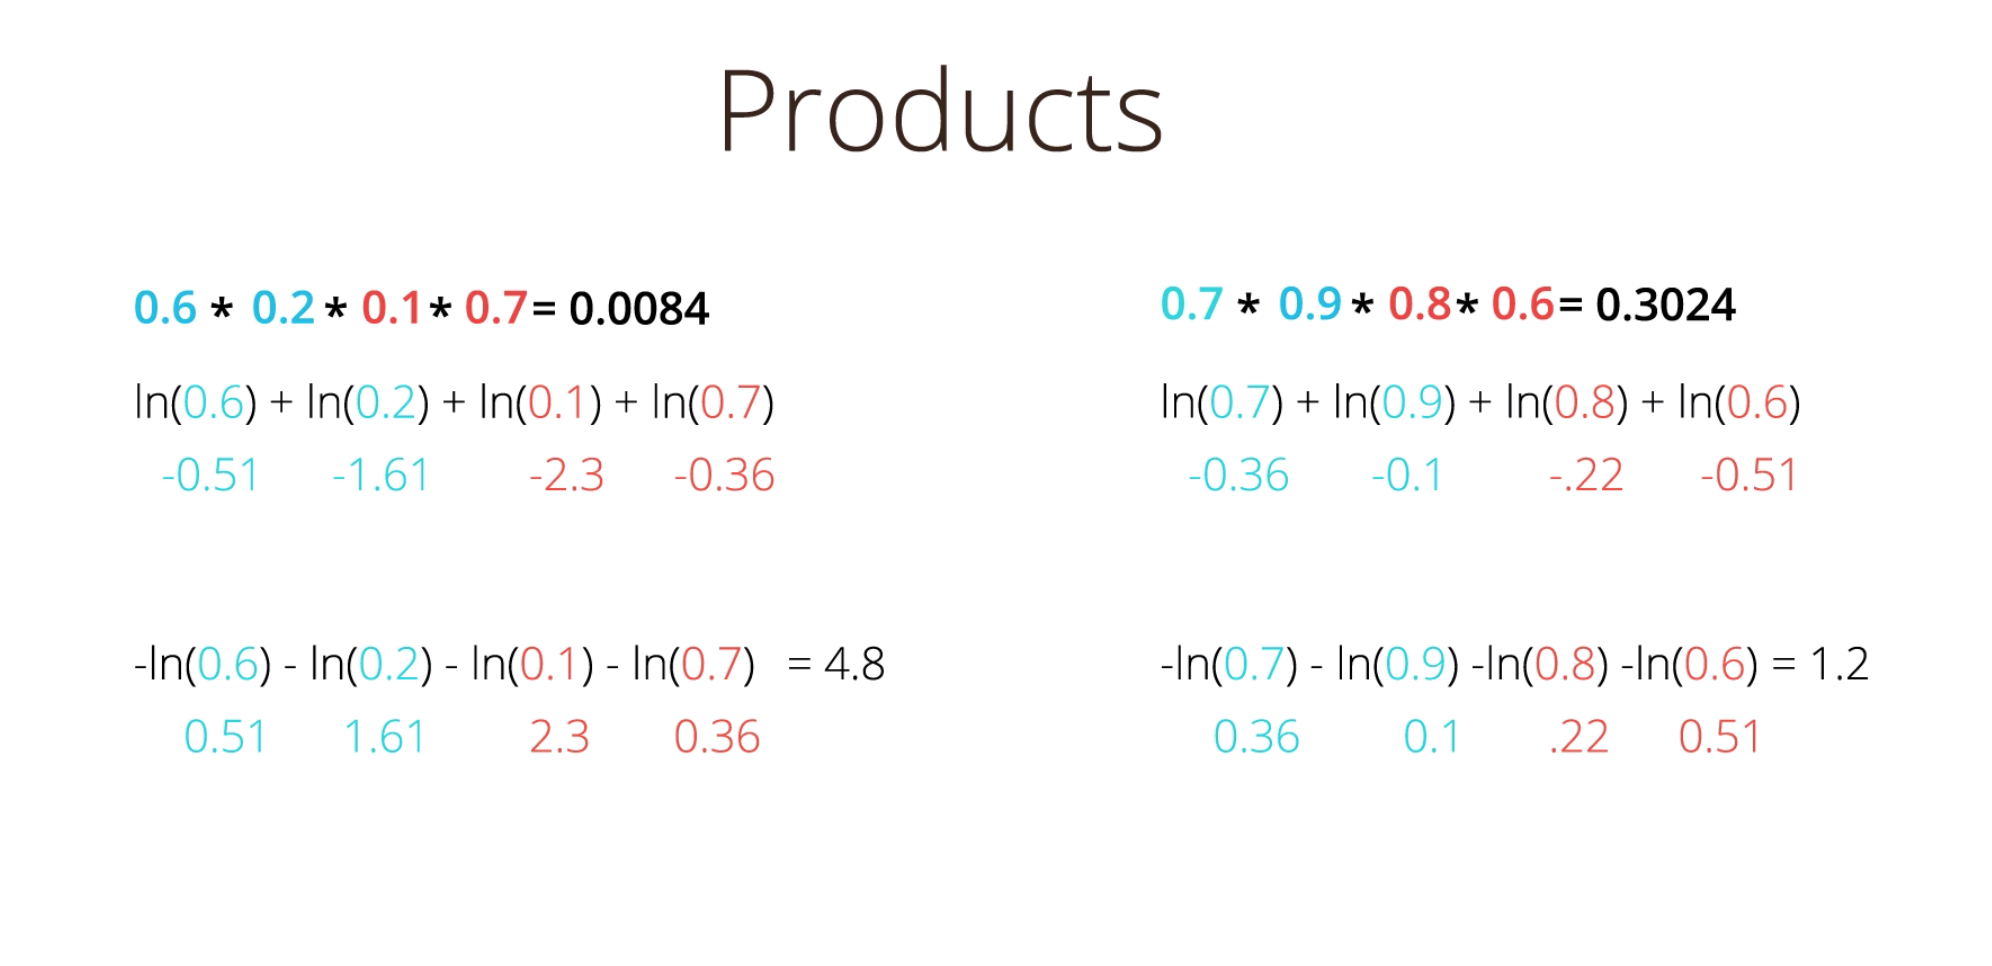 Products
0.6 * 0.2 * 0.1* 0.7= 0.0084
ln(0.6) + ln(0.2) + ln(0.1) + ln(0.7)
-0.51 -1.61 -2.3 -0.36
-ln(0.6) - ln(0.2) - ln(0.1) - ln(0.7) = 4.8
0.51 1.61 2.3 0.36
0.7 * 0.9 * 0.8* 0.6= 0.3024
ln(0.7) + ln(0.9) + ln(0.8) + ln(0.6)
-0.36 -0.1 -.22 -0.51
-ln(0.7) - ln(0.9) -ln(0.8) -ln(0.6) = 1.2
0.36 0.1 .22 0.51